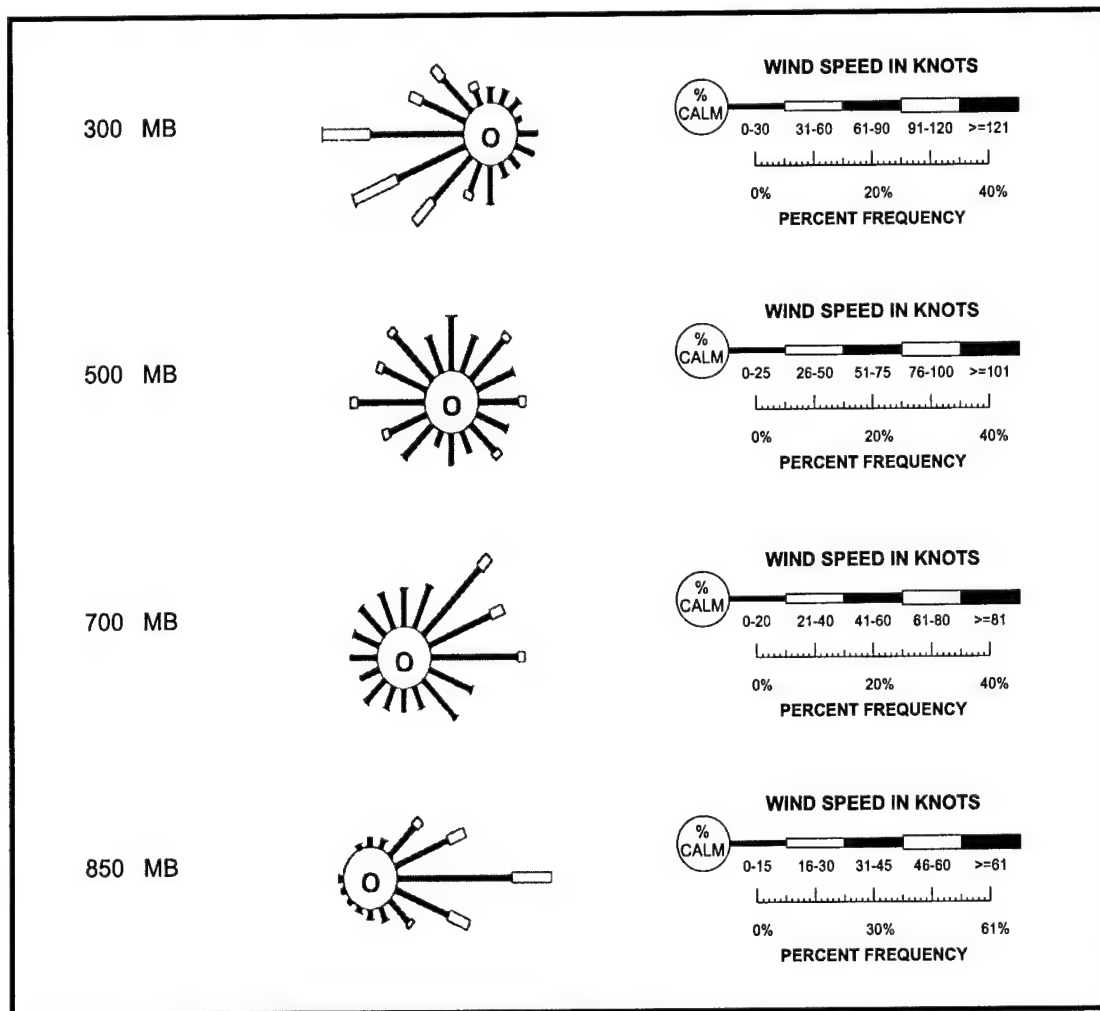 WIND SPEED IN KNOTS
300 MB
O
% CALM
0-30 31-60 61-90 91-120 >=121
0% 20% 40%
PERCENT FREQUENCY
WIND SPEED IN KNOTS
500 MB
O
% CALM
0-25 26-50 51-75 76-100 >=101
0% 20% 40%
PERCENT FREQUENCY
WIND SPEED IN KNOTS
700 MB
O
% CALM
0-20 21-40 41-60 61-80 >=81
0% 20% 40%
PERCENT FREQUENCY
WIND SPEED IN KNOTS
850 MB
O
% CALM
0-15 16-30 31-45 46-60 >=61
0% 30% 61%
PERCENT FREQUENCY